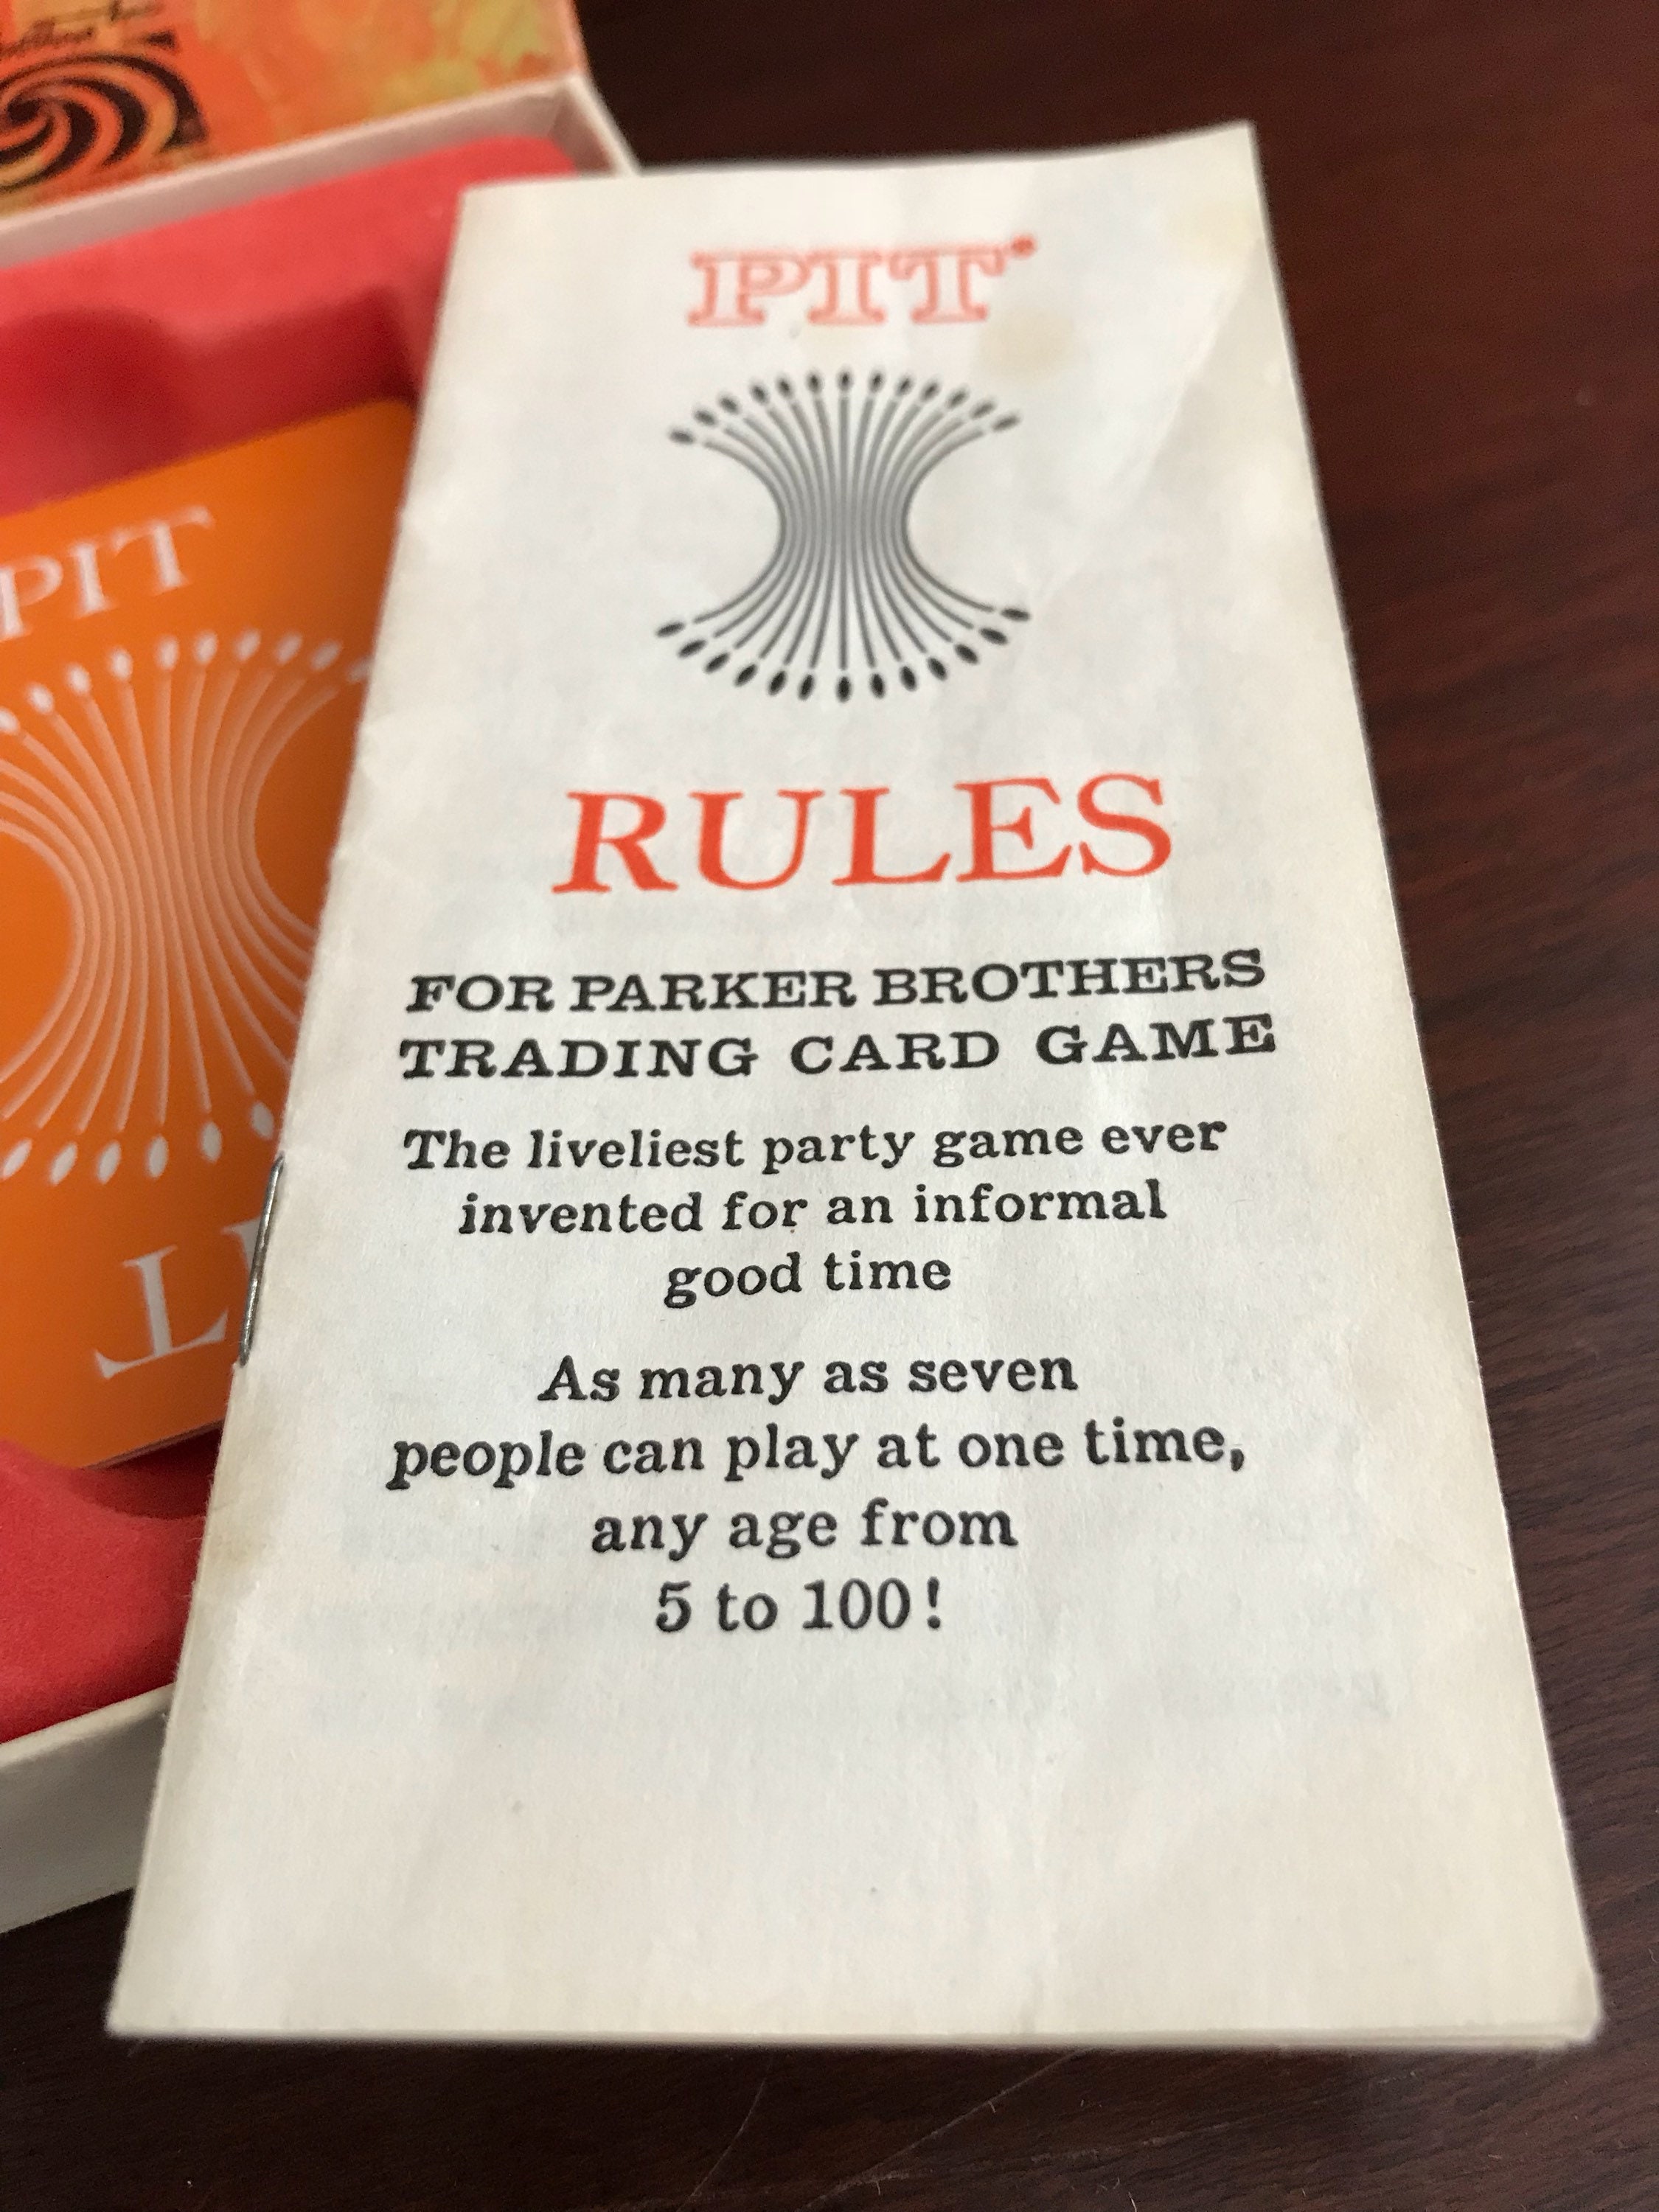 PIT
RULES
FOR PARKER BROTHERS
TRADING CARD GAME
The liveliest party game ever
invented for an informal
good time
As many as seven
people can play at one time,
any age from
5 to 100!
PIT